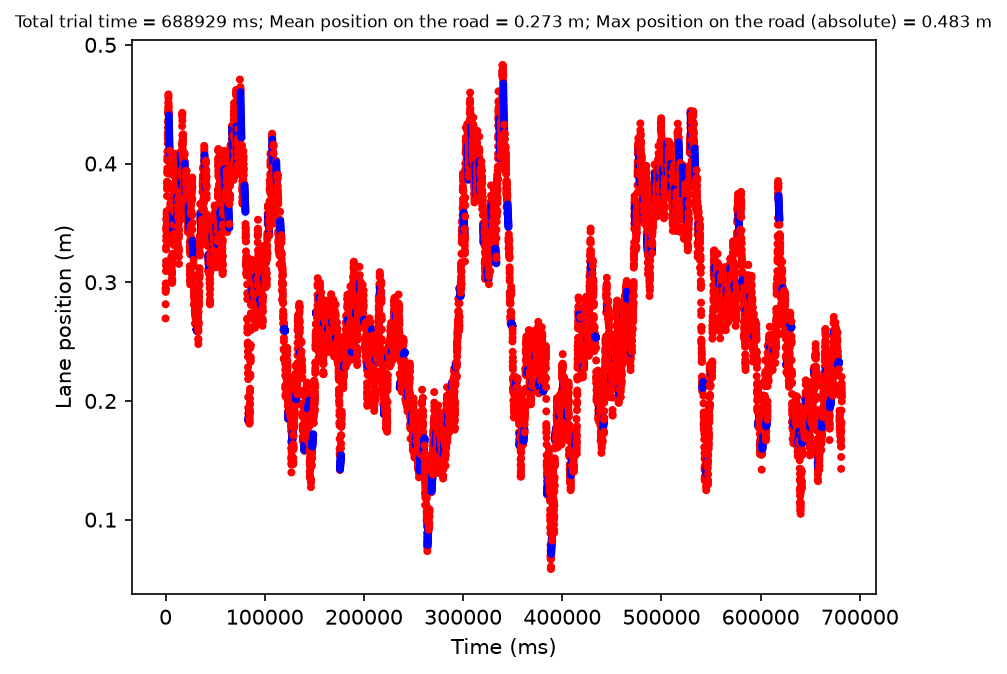 Total trial time = 688929 ms; Mean position on the road = 0.273 m; Max position on the road (absolute) = 0.483 m
0.5
0.4
0.3
0.2
0.1
Lane position (m)
0 100000 200000 300000 400000 500000 600000 700000
Time (ms)